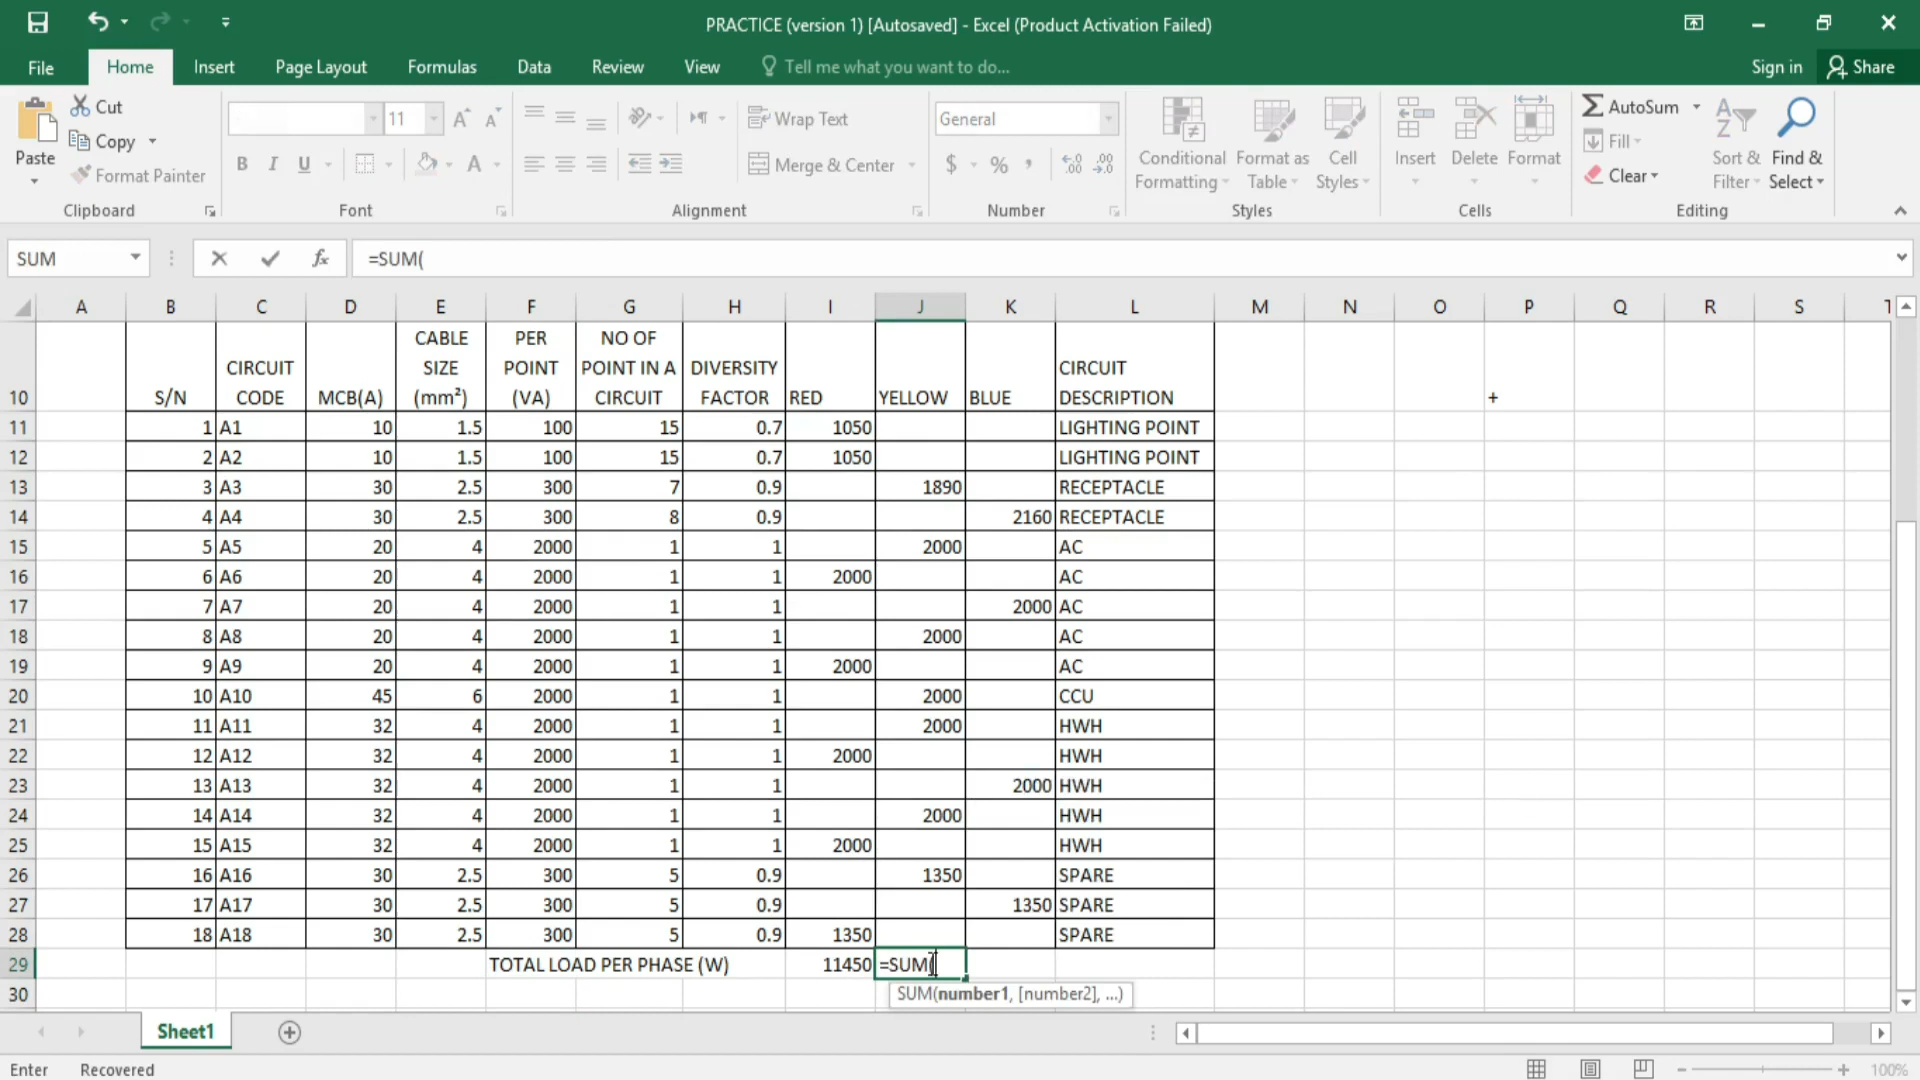 PRACTICE (version 1) [Autosaved] - Excel (Product Activation Failed)
File Home Insert Page Layout Formulas Data Review View Tell me what you want to do... Sign in Share
Paste
Cut
Copy
Format Painter
Clipboard
11 A A
B I U A
Font
Wrap Text
Merge & Center
Alignment
General
$ % , .00 .00
Number
Conditional Formatting
Format as Table
Cell Styles
Styles
Insert Delete Format
Cells
AutoSum
Fill
Clear
Sort & Filter
Find & Select
Editing
SUM fx =SUM(
A B C D E F G H I J K L M N O P Q R S T
10 S/N CIRCUIT CODE MCB(A) CABLE SIZE (mm²) PER POINT (VA) NO OF POINT IN A CIRCUIT DIVERSITY FACTOR RED YELLOW BLUE CIRCUIT DESCRIPTION +
11 1 A1 10 1.5 100 15 0.7 1050 LIGHTING POINT
12 2 A2 10 1.5 100 15 0.7 1050 LIGHTING POINT
13 3 A3 30 2.5 300 7 0.9 1890 RECEPTACLE
14 4 A4 30 2.5 300 8 0.9 2160 RECEPTACLE
15 5 A5 20 4 2000 1 1 2000 AC
16 6 A6 20 4 2000 1 1 2000 AC
17 7 A7 20 4 2000 1 1 2000 AC
18 8 A8 20 4 2000 1 1 2000 AC
19 9 A9 20 4 2000 1 1 2000 AC
20 10 A10 45 6 2000 1 1 2000 CCU
21 11 A11 32 4 2000 1 1 2000 HWH
22 12 A12 32 4 2000 1 1 2000 HWH
23 13 A13 32 4 2000 1 1 2000 HWH
24 14 A14 32 4 2000 1 1 2000 HWH
25 15 A15 32 4 2000 1 1 2000 HWH
26 16 A16 30 2.5 300 5 0.9 1350 SPARE
27 17 A17 30 2.5 300 5 0.9 1350 SPARE
28 18 A18 30 2.5 300 5 0.9 1350 SPARE
29 TOTAL LOAD PER PHASE (W) 11450 =SUM(
30 SUM(number1, [number2], ...)
Sheet1
Enter Recovered 100%